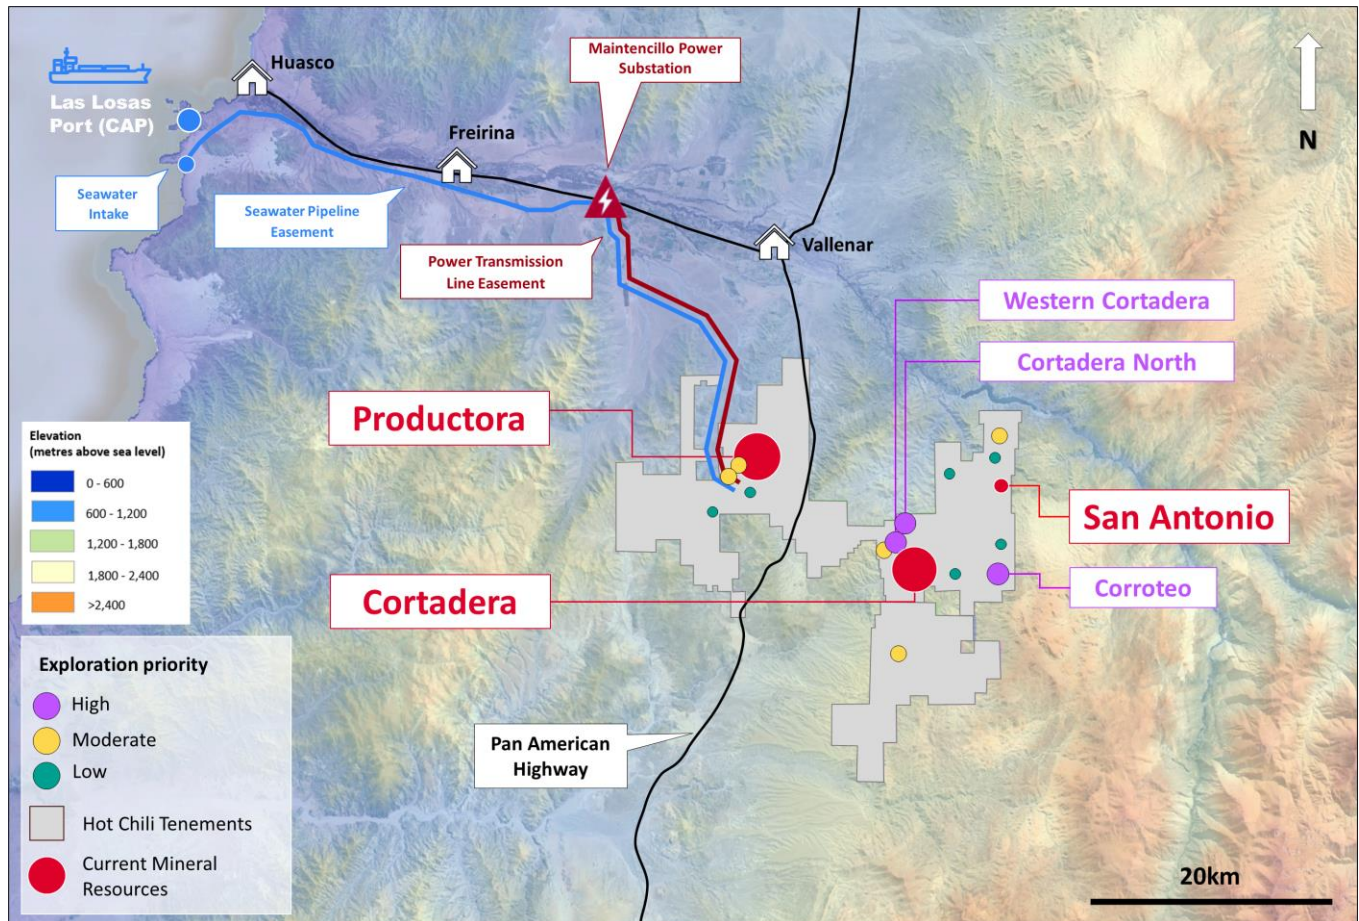 Huasco
Las Losas
Port (CAP)
Maintencillo Power
Substation
N
Freirina
Seawater
Intake
Seawater Pipeline
Easement
Power Transmission
Line Easement
Vallenar
Western Cortadera
Cortadera North
Productora
San Antonio
Cortadera
Corroteo
Pan American
Highway
Elevation
(metres above sea level)
0 - 600
600 - 1,200
1,200 - 1,800
1,800 - 2,400
>2,400
Exploration priority
High
Moderate
Low
Hot Chili Tenements
Current Mineral
Resources
20km